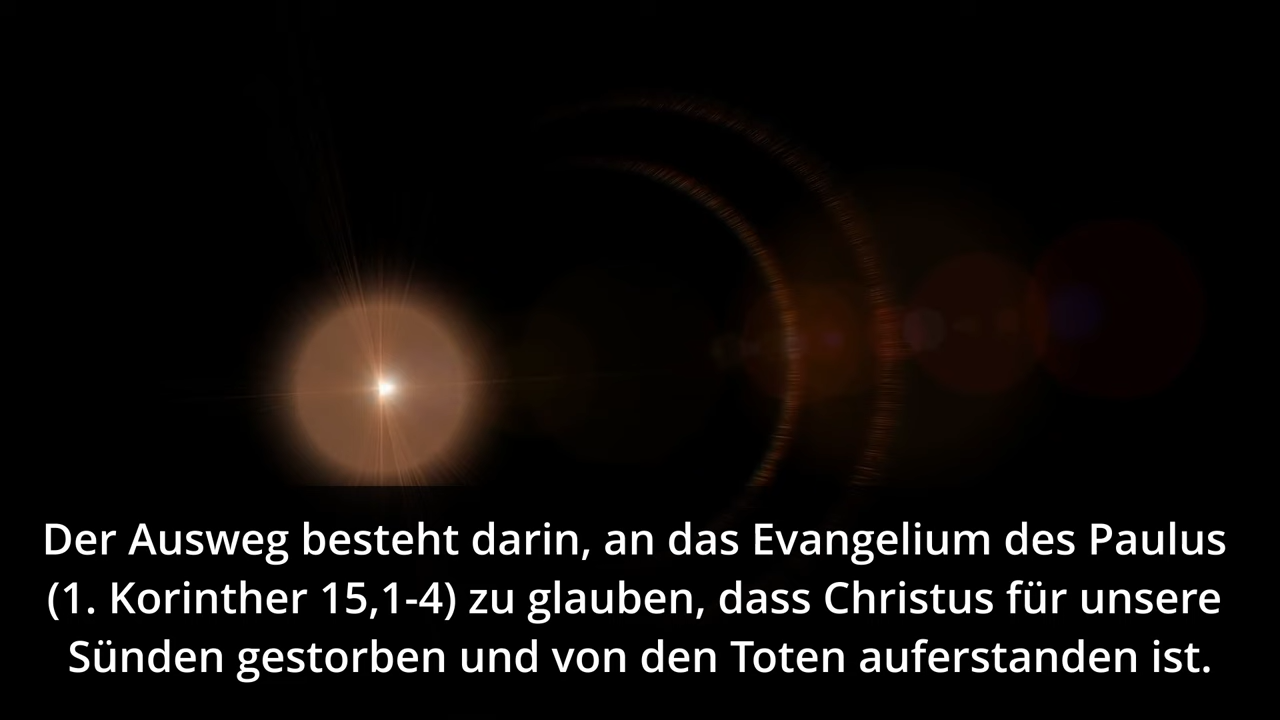 Der Ausweg besteht darin, an das Evangelium des Paulus
(1. Korinther 15,1-4) zu glauben, dass Christus für unsere
Sünden gestorben und von den Toten auferstanden ist.